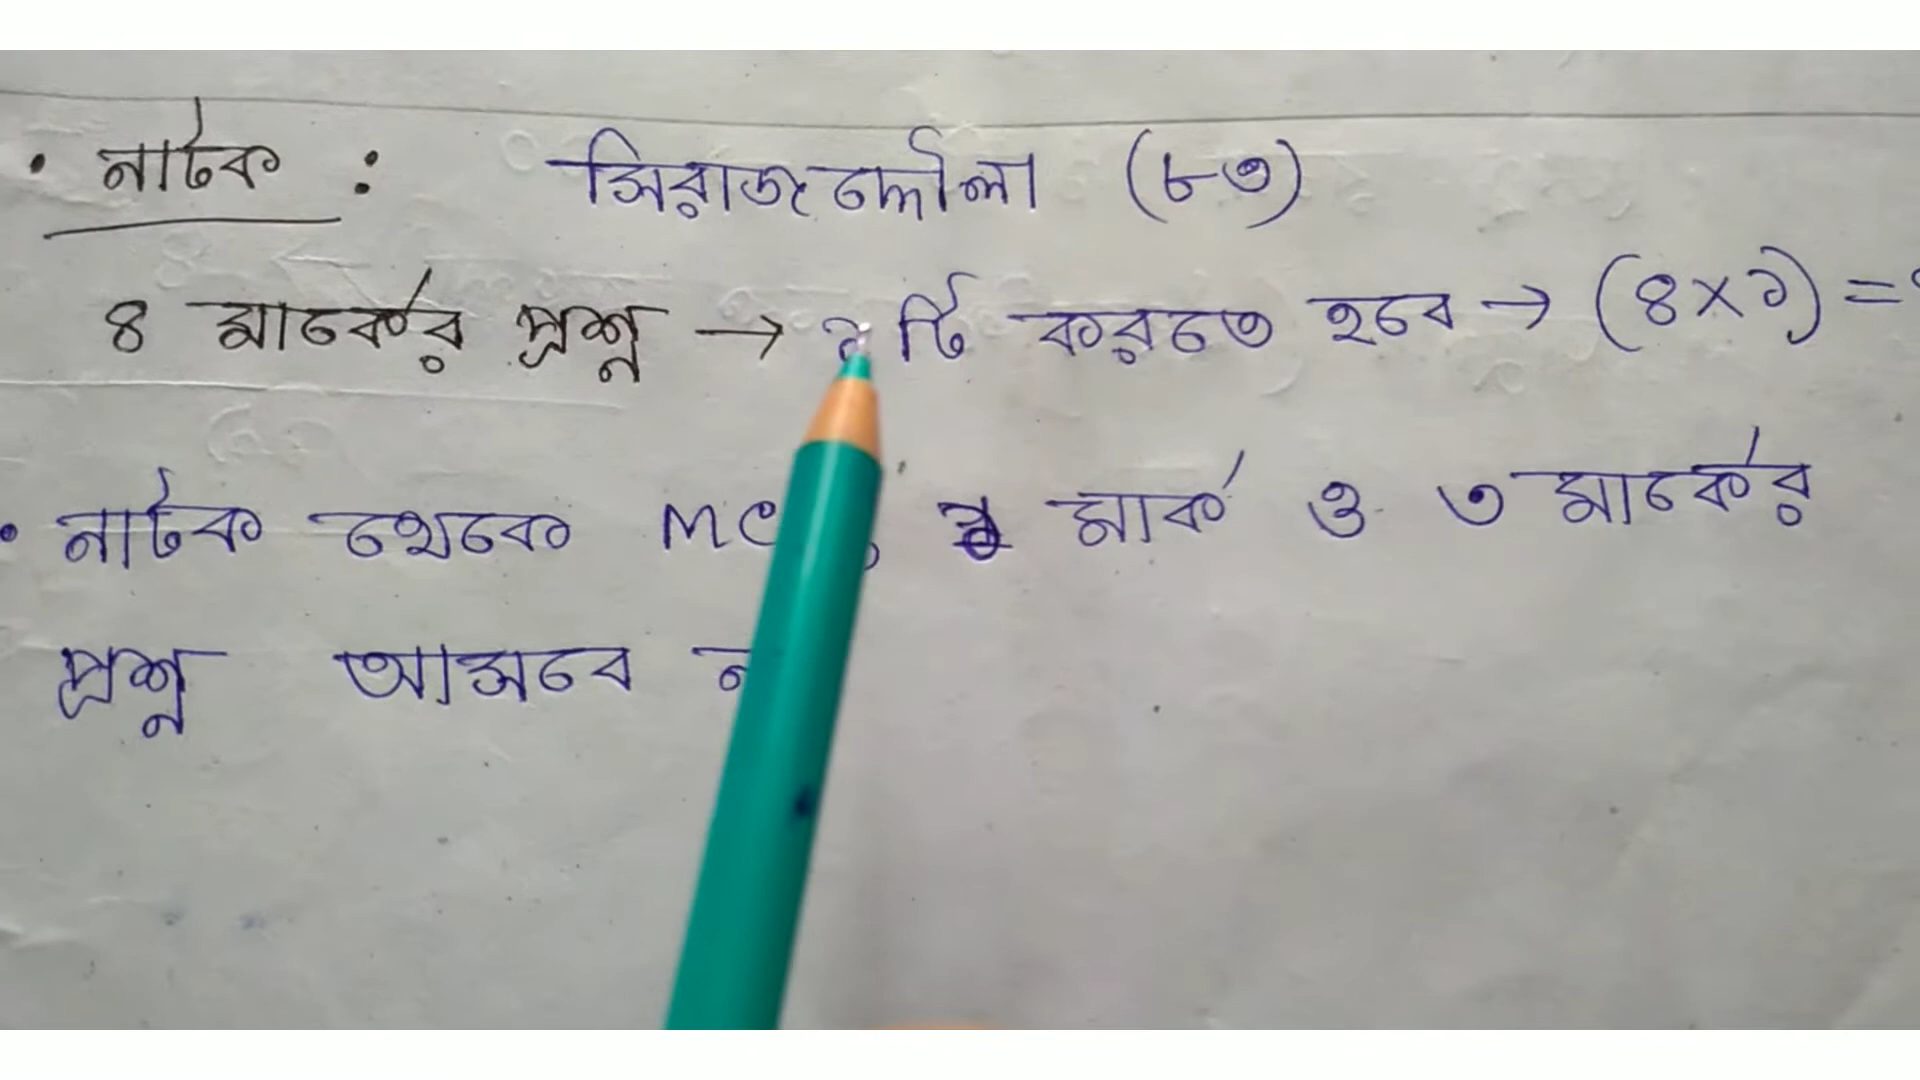 • নাটক : সিরাজদ্দৌলা (৮৩)
৪ মার্কের প্রশ্ন → টি করতে হবে → (৪×১) =
• নাটক থেকে MC , মার্ক ও ৩ মার্কের
প্রশ্ন আসবে